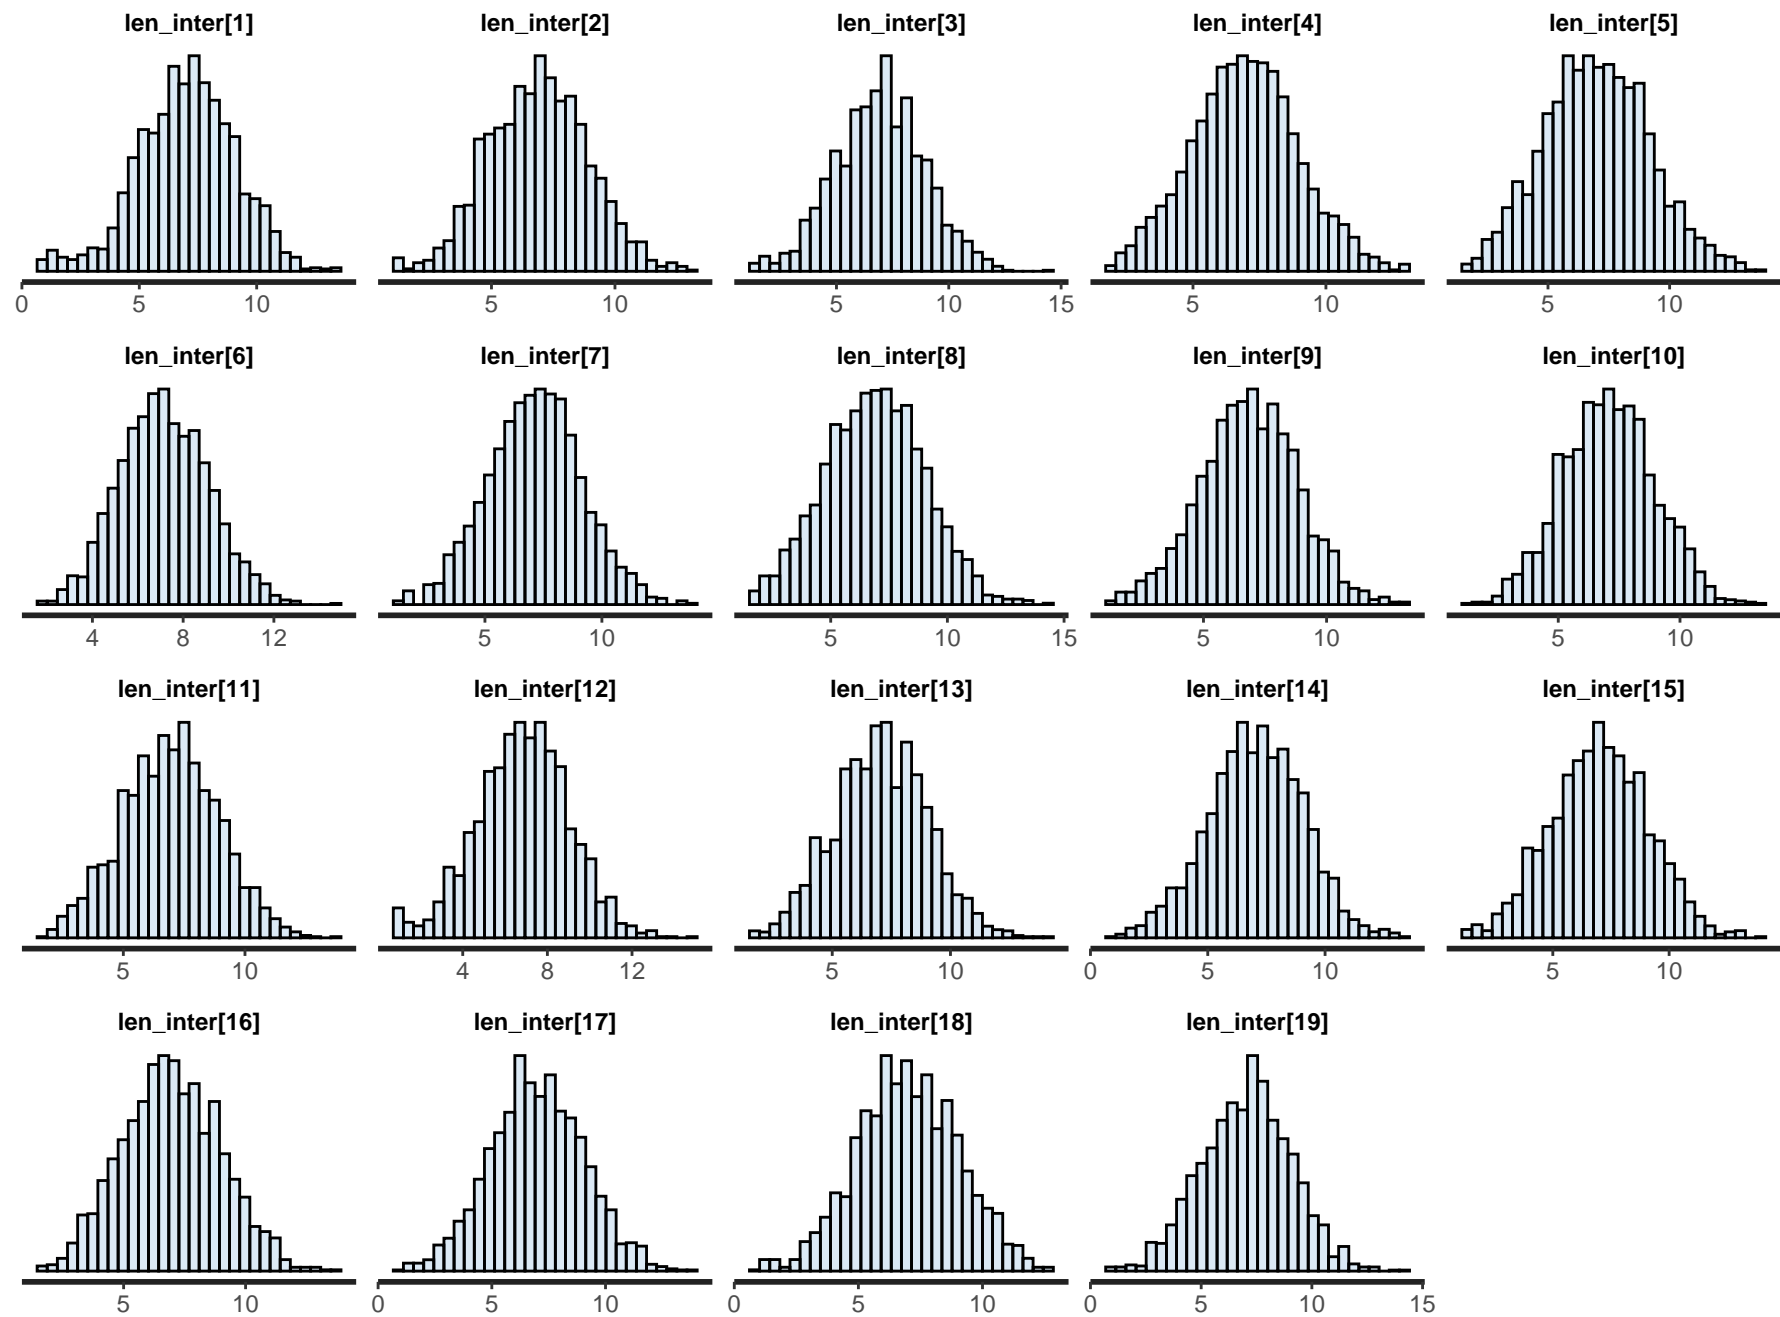 len_inter[1] len_inter[2] len_inter[3] len_inter[4] len_inter[5]
0 5 10 5 10 5 10 15 5 10 5 10
len_inter[6] len_inter[7] len_inter[8] len_inter[9] len_inter[10]
4 8 12 5 10 5 10 15 5 10 5 10
len_inter[11] len_inter[12] len_inter[13] len_inter[14] len_inter[15]
5 10 4 8 12 5 10 0 5 10 5 10
len_inter[16] len_inter[17] len_inter[18] len_inter[19]
5 10 0 5 10 0 5 10 0 5 10 15